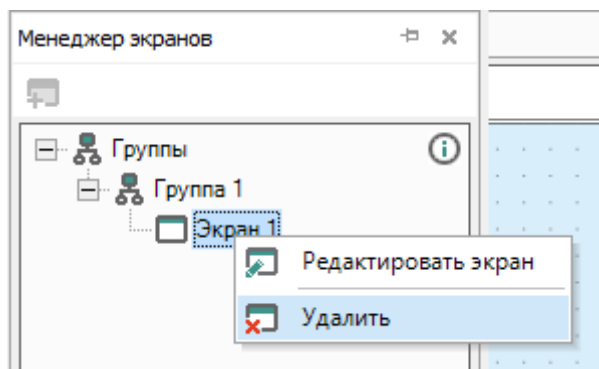 Менеджер экранов
Группы
Группа 1
Экран 1
Редактировать экран
Удалить